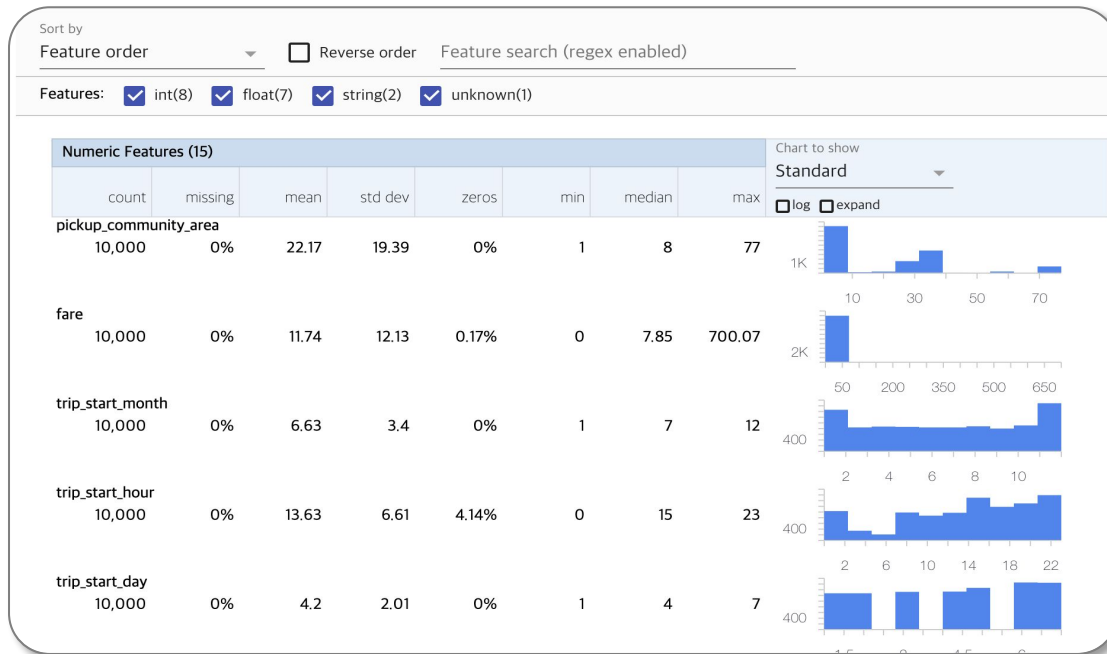 Sort by
Feature order
Reverse order
Feature search (regex enabled)
Features: int(8) float(7) string(2) unknown(1)
Numeric Features (15)
Chart to show
Standard
count missing mean std dev zeros min median max
log expand
pickup_community_area
10,000 0% 22.17 19.39 0% 1 8 77
1K
10 30 50 70
fare
10,000 0% 11.74 12.13 0.17% 0 7.85 700.07
2K
50 200 350 500 650
trip_start_month
10,000 0% 6.63 3.4 0% 1 7 12
400
2 4 6 8 10
trip_start_hour
10,000 0% 13.63 6.61 4.14% 0 15 23
400
2 6 10 14 18 22
trip_start_day
10,000 0% 4.2 2.01 0% 1 4 7
400